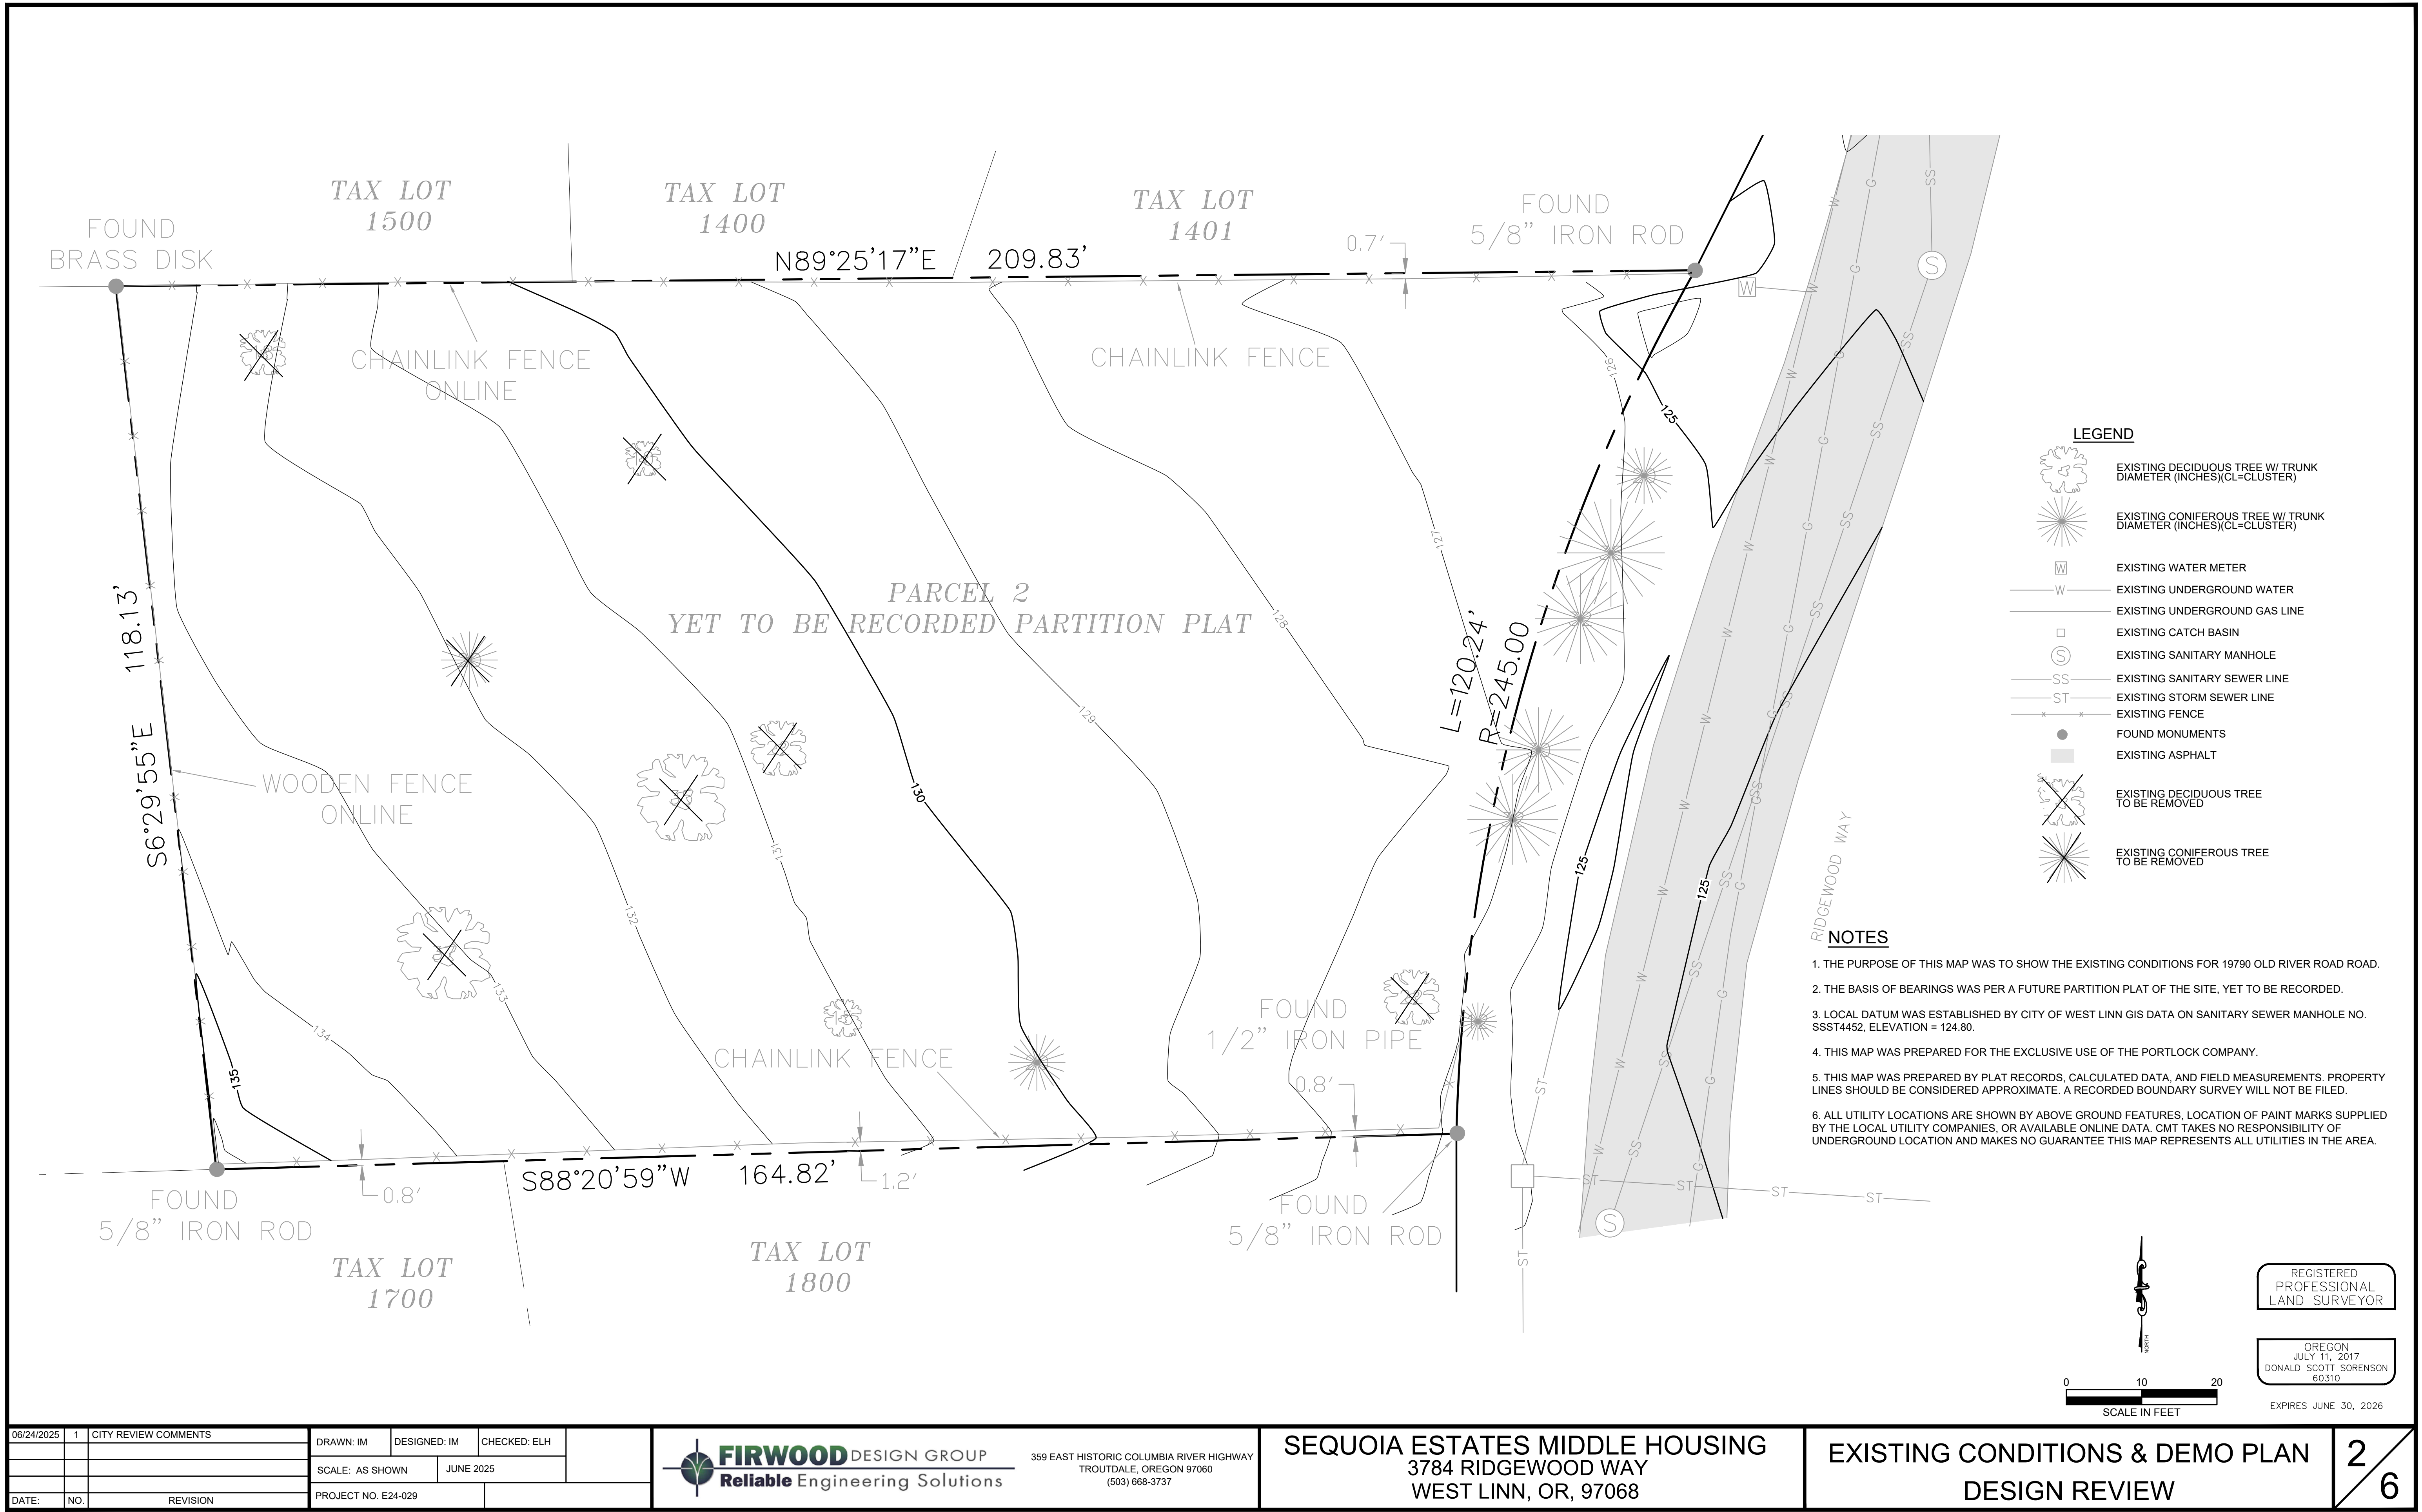 TAX LOT
1500
TAX LOT
1400
TAX LOT
1401
FOUND
BRASS DISK
FOUND
5/8" IRON ROD
0.7'
N89°25'17"E 209.83'
CHAINLINK FENCE
ONLINE
CHAINLINK FENCE
126
125
127
128
129
130
131
132
133
134
135
125
125
PARCEL 2
YET TO BE RECORDED PARTITION PLAT
S6°29'55"E 118.13'
L=120.24'
R=245.00
WOODEN FENCE
ONLINE
CHAINLINK FENCE
FOUND
1/2" IRON PIPE
0.8'
0.8'
1.2'
S88°20'59"W 164.82'
FOUND
5/8" IRON ROD
FOUND
5/8" IRON ROD
TAX LOT
1700
TAX LOT
1800
RIDGEWOOD WAY
W
G
SS
ST
S
S
W
LEGEND
EXISTING DECIDUOUS TREE W/ TRUNK
DIAMETER (INCHES)(CL=CLUSTER)
EXISTING CONIFEROUS TREE W/ TRUNK
DIAMETER (INCHES)(CL=CLUSTER)
W EXISTING WATER METER
W EXISTING UNDERGROUND WATER
EXISTING UNDERGROUND GAS LINE
EXISTING CATCH BASIN
S EXISTING SANITARY MANHOLE
SS EXISTING SANITARY SEWER LINE
ST EXISTING STORM SEWER LINE
EXISTING FENCE
FOUND MONUMENTS
EXISTING ASPHALT
EXISTING DECIDUOUS TREE
TO BE REMOVED
EXISTING CONIFEROUS TREE
TO BE REMOVED
NOTES
1. THE PURPOSE OF THIS MAP WAS TO SHOW THE EXISTING CONDITIONS FOR 19790 OLD RIVER ROAD ROAD.
2. THE BASIS OF BEARINGS WAS PER A FUTURE PARTITION PLAT OF THE SITE, YET TO BE RECORDED.
3. LOCAL DATUM WAS ESTABLISHED BY CITY OF WEST LINN GIS DATA ON SANITARY SEWER MANHOLE NO.
SSST4452, ELEVATION = 124.80.
4. THIS MAP WAS PREPARED FOR THE EXCLUSIVE USE OF THE PORTLOCK COMPANY.
5. THIS MAP WAS PREPARED BY PLAT RECORDS, CALCULATED DATA, AND FIELD MEASUREMENTS. PROPERTY
LINES SHOULD BE CONSIDERED APPROXIMATE. A RECORDED BOUNDARY SURVEY WILL NOT BE FILED.
6. ALL UTILITY LOCATIONS ARE SHOWN BY ABOVE GROUND FEATURES, LOCATION OF PAINT MARKS SUPPLIED
BY THE LOCAL UTILITY COMPANIES, OR AVAILABLE ONLINE DATA. CMT TAKES NO RESPONSIBILITY OF
UNDERGROUND LOCATION AND MAKES NO GUARANTEE THIS MAP REPRESENTS ALL UTILITIES IN THE AREA.
NORTH
0 10 20
SCALE IN FEET
REGISTERED
PROFESSIONAL
LAND SURVEYOR
OREGON
JULY 11, 2017
DONALD SCOTT SORENSON
60310
EXPIRES JUNE 30, 2026
06/24/2025 1 CITY REVIEW COMMENTS
DATE: NO. REVISION
DRAWN: IM DESIGNED: IM CHECKED: ELH
SCALE: AS SHOWN JUNE 2025
PROJECT NO. E24-029
FIRWOOD DESIGN GROUP
Reliable Engineering Solutions
359 EAST HISTORIC COLUMBIA RIVER HIGHWAY
TROUTDALE, OREGON 97060
(503) 668-3737
SEQUOIA ESTATES MIDDLE HOUSING
3784 RIDGEWOOD WAY
WEST LINN, OR, 97068
EXISTING CONDITIONS & DEMO PLAN
DESIGN REVIEW
2/6